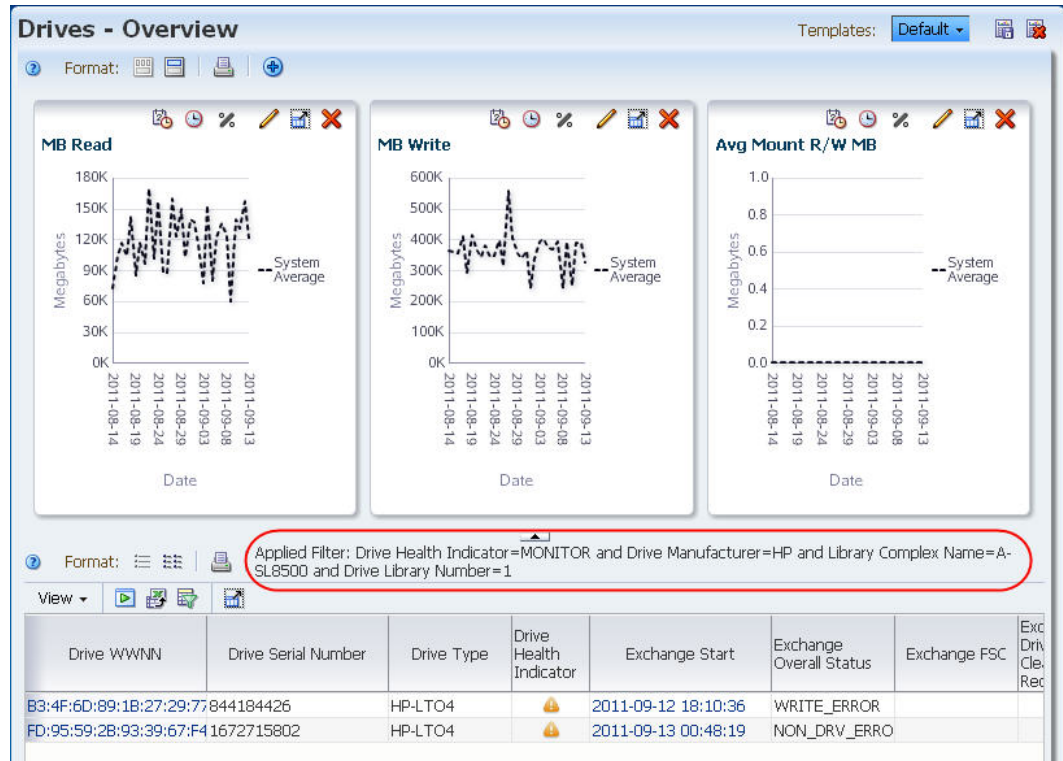 Drives - Overview
Templates:
Default
Format:
MB Read
180K
150K
120K
90K
60K
30K
0K
Megabytes
System
Average
2011-08-14
2011-08-19
2011-08-24
2011-08-29
2011-09-03
2011-09-08
2011-09-13
Date
MB Write
600K
500K
400K
300K
200K
100K
0K
Megabytes
System
Average
2011-08-14
2011-08-19
2011-08-24
2011-08-29
2011-09-03
2011-09-08
2011-09-13
Date
Avg Mount R/W MB
1.0
0.8
0.6
0.4
0.2
0.0
Megabytes
System
Average
2011-08-14
2011-08-19
2011-08-24
2011-08-29
2011-09-03
2011-09-08
2011-09-13
Date
Format:
Applied Filter: Drive Health Indicator=MONITOR and Drive Manufacturer=HP and Library Complex Name=A-
SL8500 and Drive Library Number=1
View
Drive WWNN Drive Serial Number Drive Type Drive Health Indicator Exchange Start Exchange Overall Status Exchange FSC Exc Driv Clea Rec
B3:4F:6D:89:1B:27:29:77 844184426 HP-LTO4 2011-09-12 18:10:36 WRITE_ERROR
FD:95:59:2B:93:39:67:F4 1672715802 HP-LTO4 2011-09-13 00:48:19 NON_DRV_ERRO